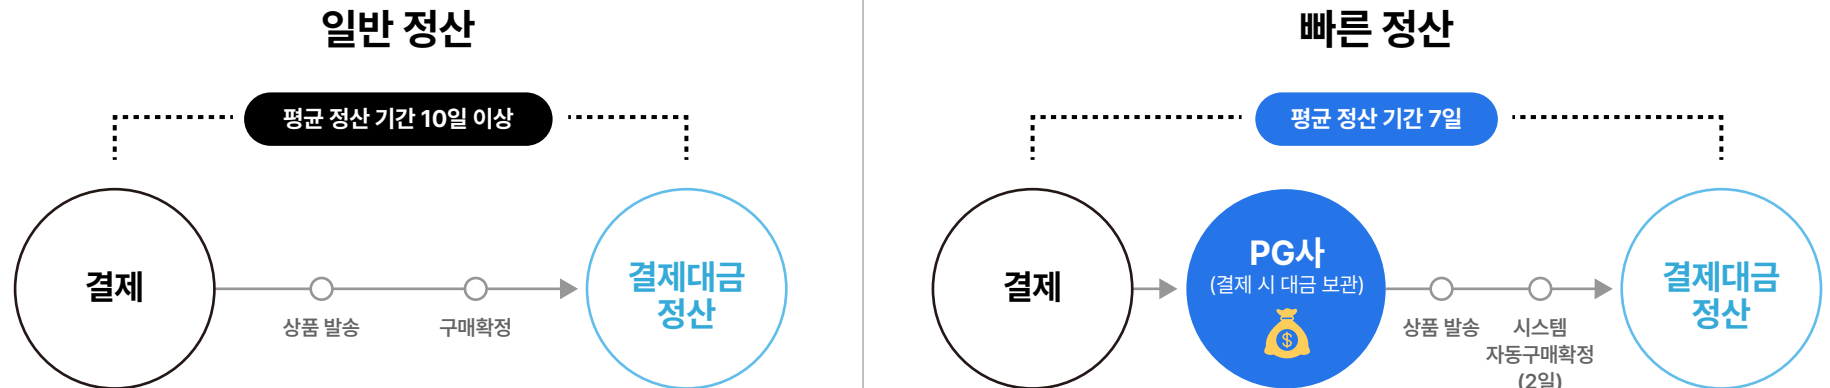 일반 정산
평균 정산 기간 10일 이상
결제
상품 발송
구매확정
결제대금
정산
빠른 정산
평균 정산 기간 7일
결제
PG사
(결제 시 대금 보관)
$
상품 발송
시스템
자동구매확정
(2일)
결제대금
정산